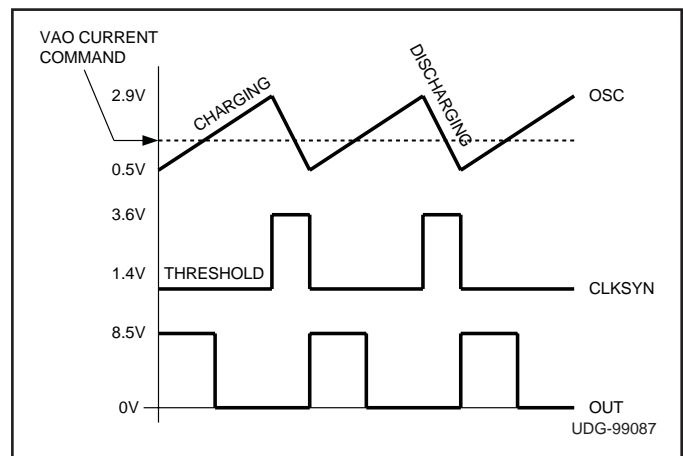 VAO CURRENT
COMMAND
2.9V
CHARGING
DISCHARGING
OSC
0.5V
3.6V
1.4V
THRESHOLD
CLKSYN
8.5V
0V
OUT
UDG-99087